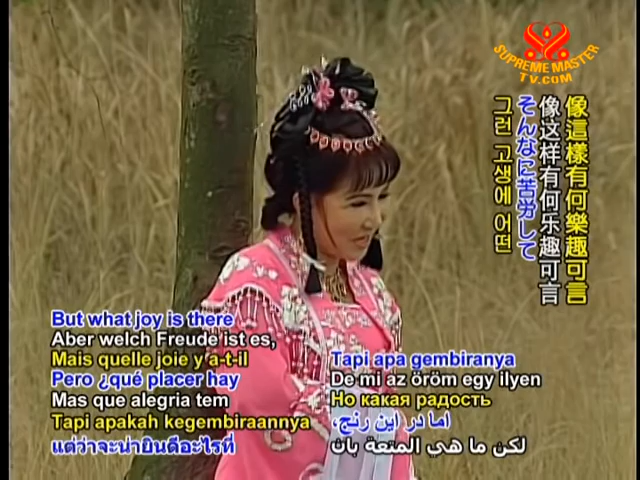 SUPREME MASTER
TV.COM
像這樣有何樂趣可言
像这样有何乐趣可言
そんなに苦労して
그런 고생에 어떤
But what joy is there
Aber welch Freude ist es,
Mais quelle joie y a-t-il
Pero ¿qué placer hay
Mas que alegria tem
Tapi apakah kegembiraannya
แต่ว่าจะน่ายินดีอะไรที่
Tapi apa gembiranya
De mi az öröm egy ilyen
Но какая радость
اما در این رنج،
لكن ما هي المتعة بأن